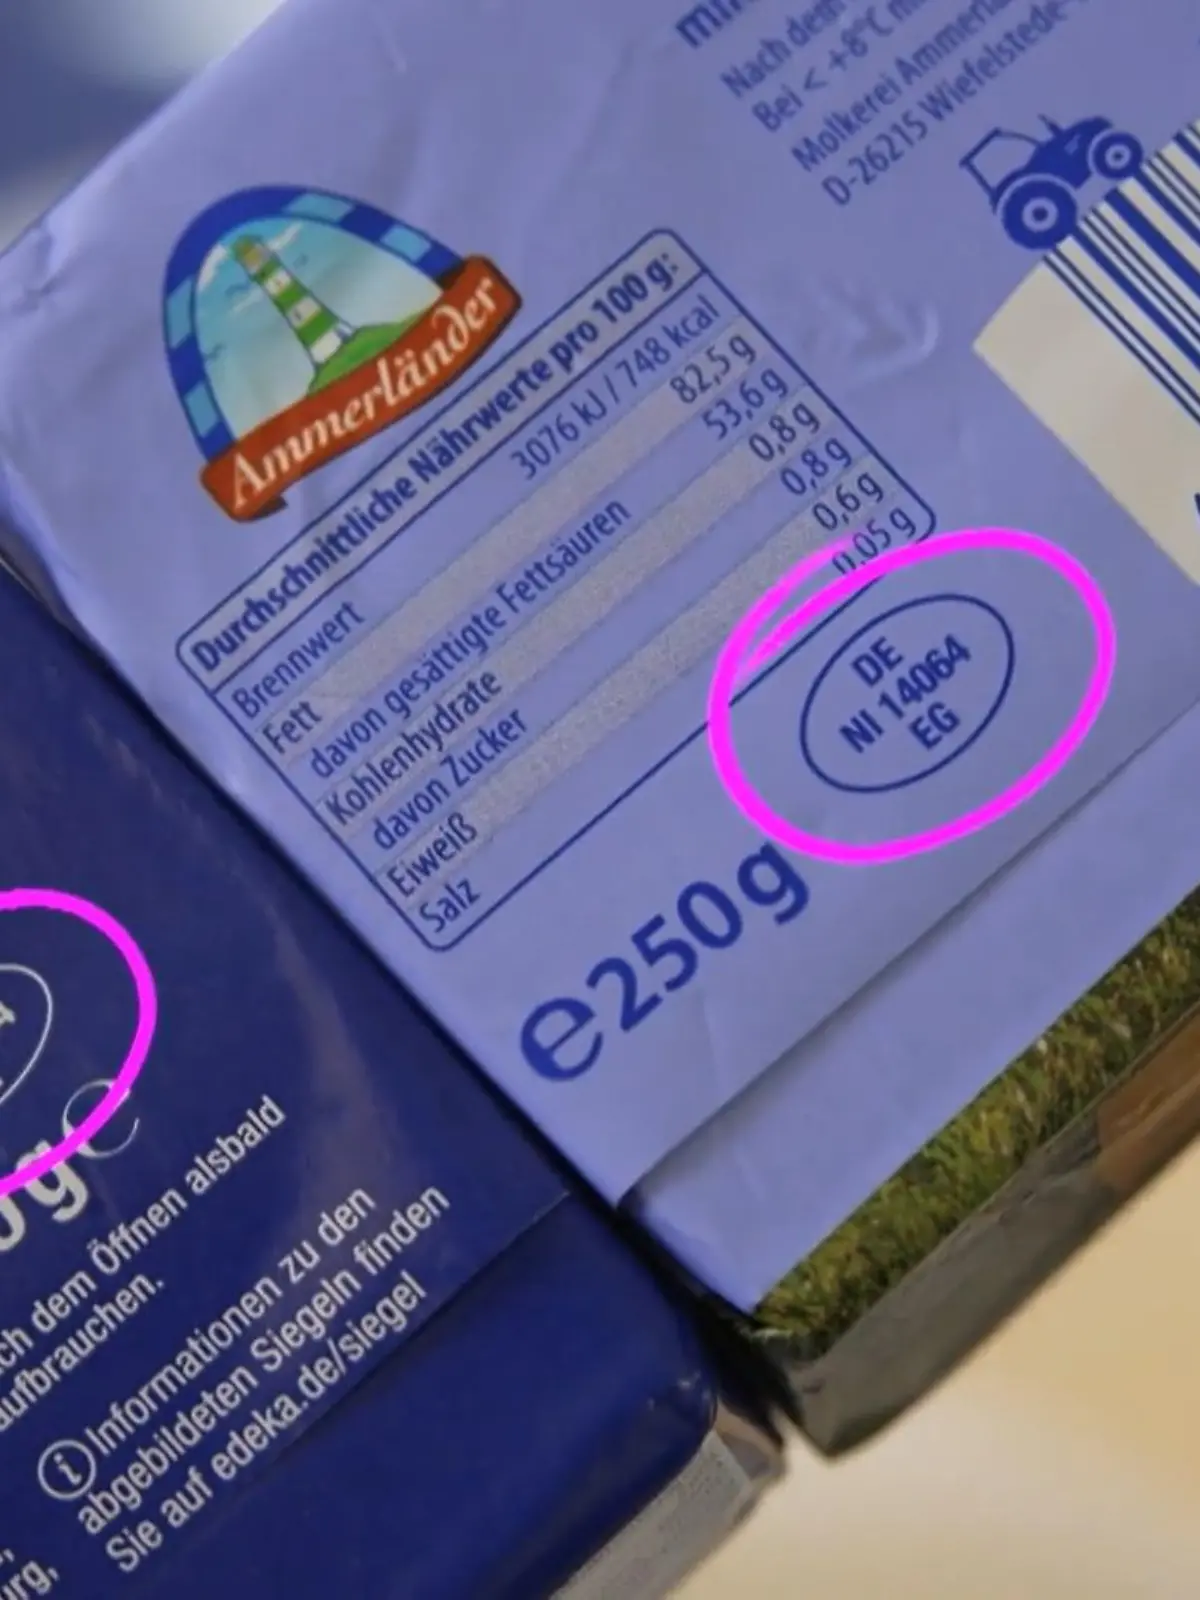 Nach dem
Bei < +8°C
Molkerei Ammerla
D-26215 Wiefelstede-
Ammerländer
Durchschnittliche Nährwerte pro 100 g:
Brennwert 3076 kJ / 748 kcal
Fett 82,5 g
davon gesättigte Fettsäuren 53,6 g
Kohlenhydrate 0,8 g
davon Zucker 0,8 g
Eiweiß 0,6 g
Salz 0,05 g
DE
NI 14064
EG
e 250 g
g e
ch dem Öffnen alsbald
aufbrauchen.
i Informationen zu den
abgebildeten Siegeln finden
Sie auf edeka.de/siegel
urg,